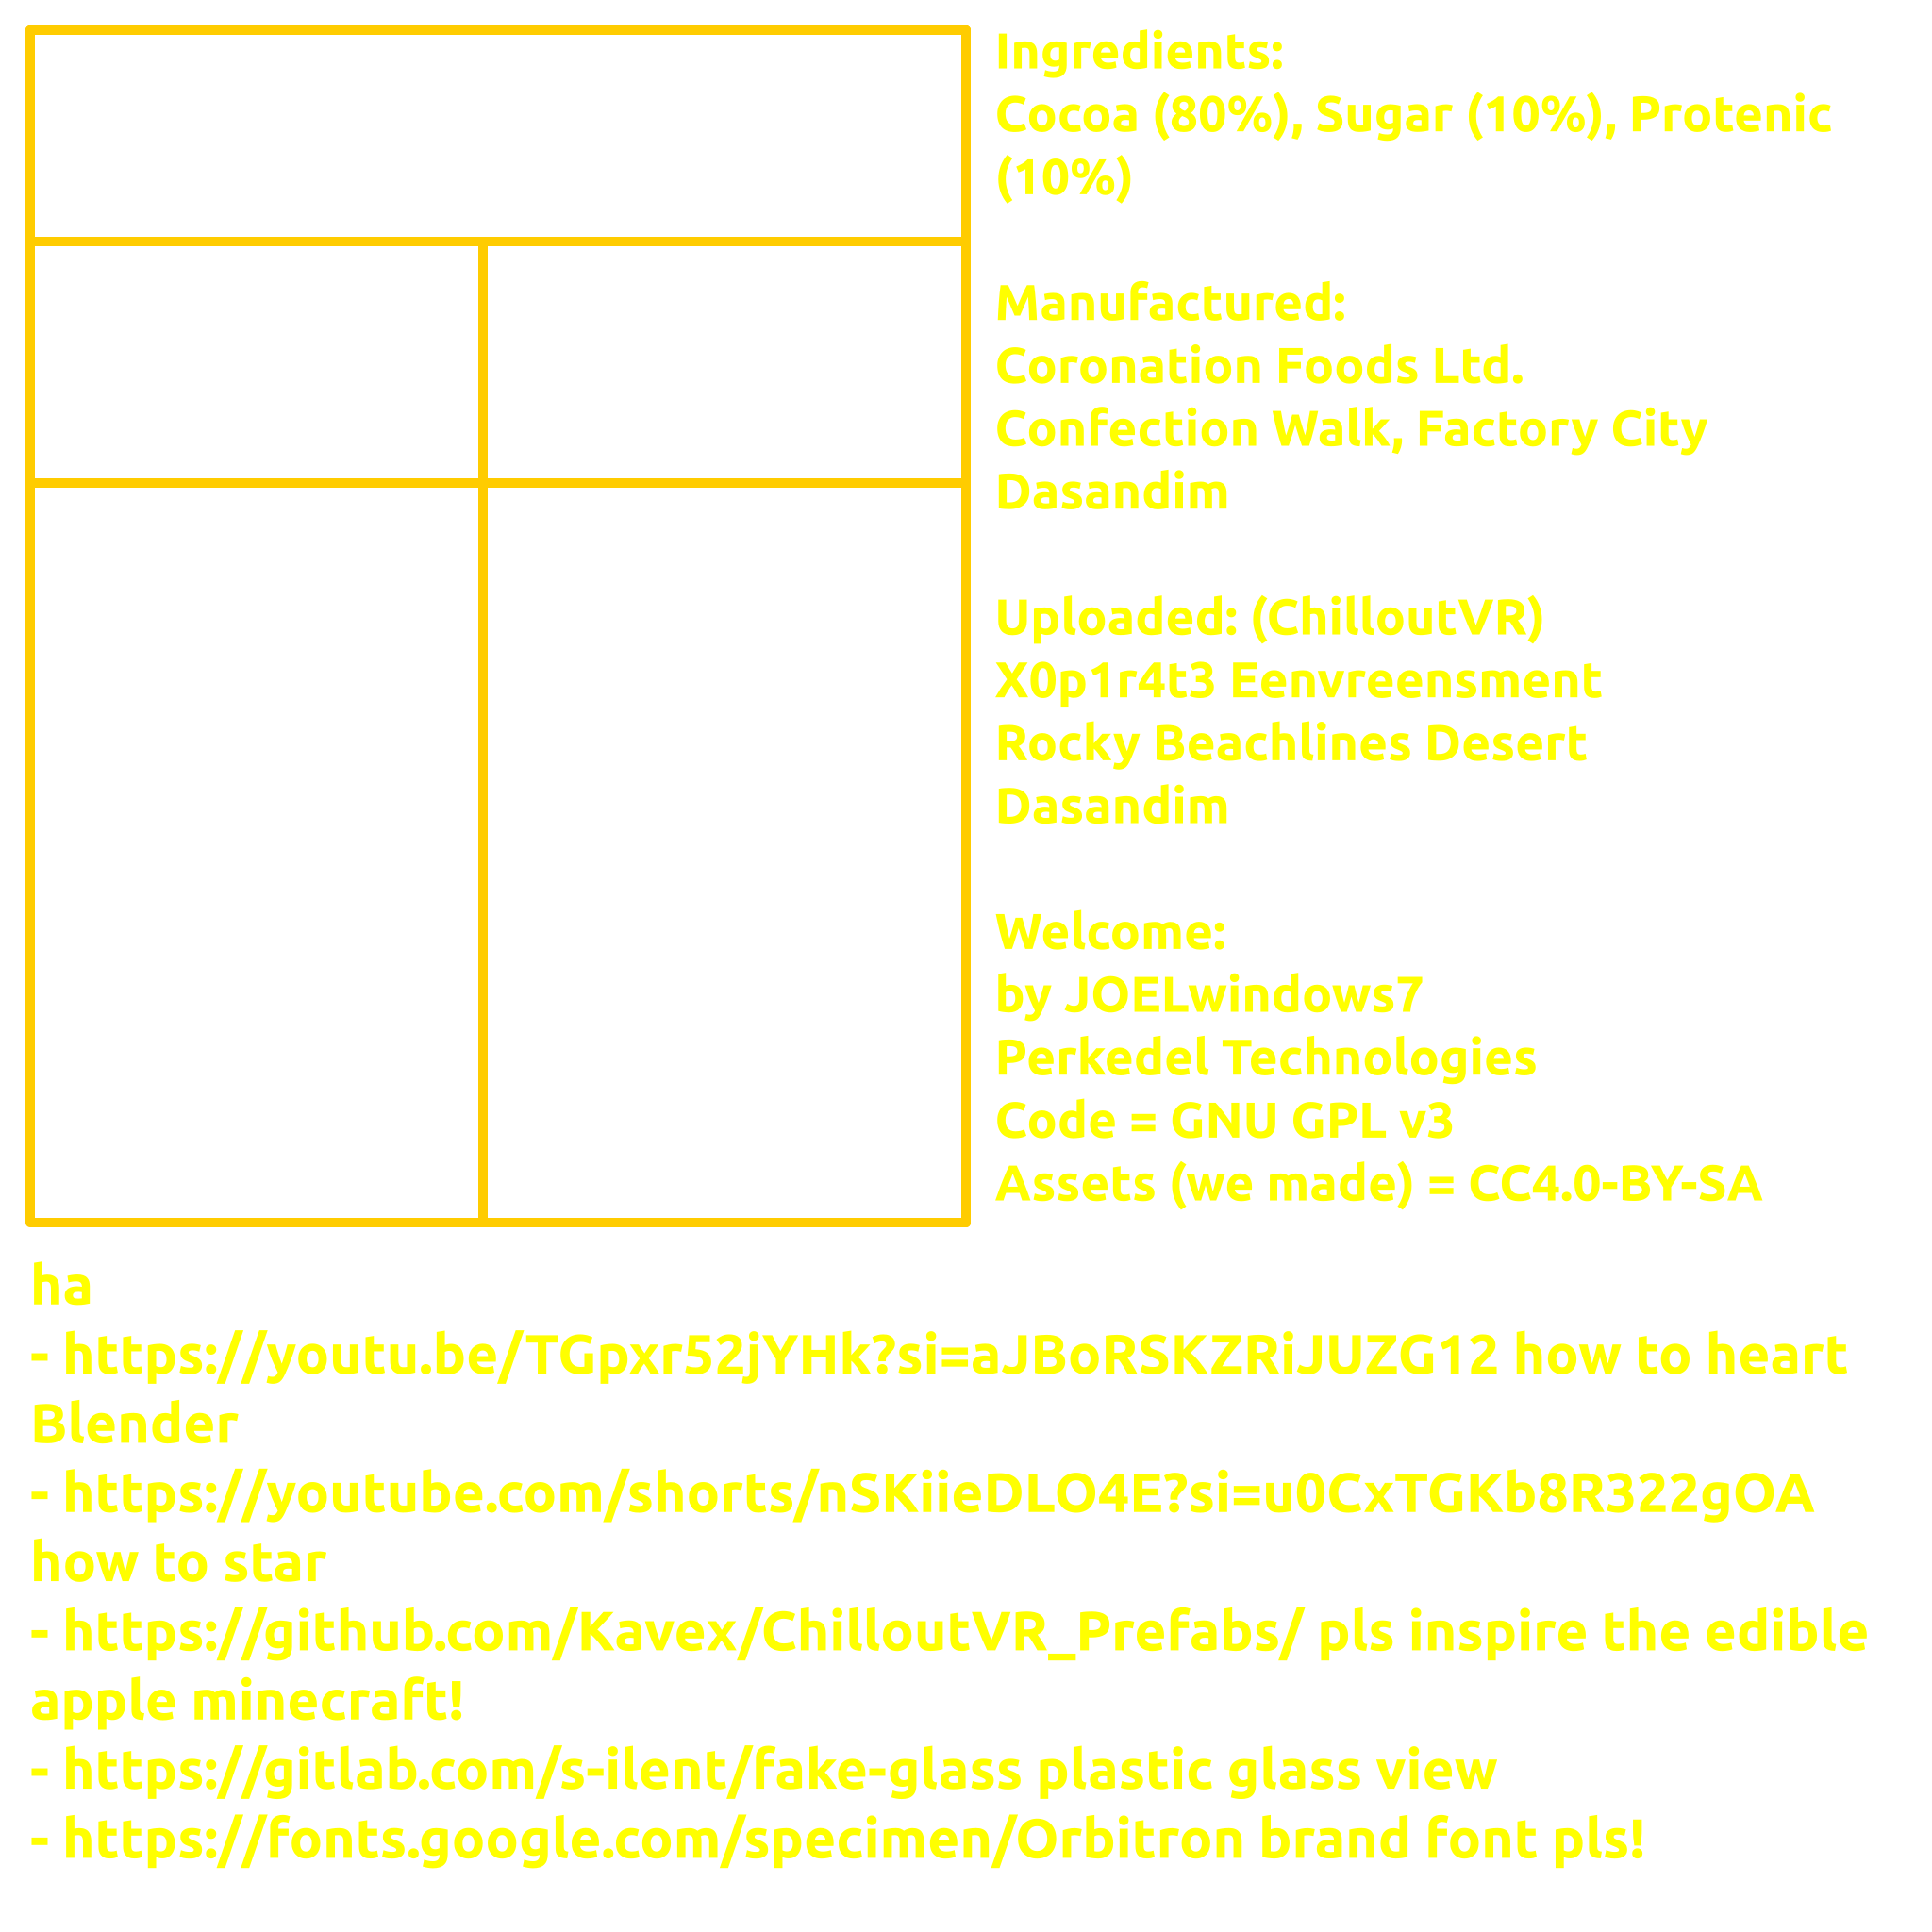 Ingredients:
Cocoa (80%), Sugar (10%), Protenic
(10%)
Manufactured:
Coronation Foods Ltd.
Confection Walk, Factory City
Dasandim
Uploaded: (ChilloutVR)
X0p1r4t3 Eenvreensment
Rocky Beachlines Desert
Dasandim
Welcome:
by JOELwindows7
Perkedel Technologies
Code = GNU GPL v3
Assets (we made) = CC4.0-BY-SA
ha
- https://youtu.be/TGpxr52jYHk?si=aJBoRSKZRiJUZG12 how to heart
Blender
- https://youtube.com/shorts/nSKiieDLO4E?si=u0CxTGKb8R322gOA
how to star
- https://github.com/Kavex/ChilloutVR_Prefabs/ pls inspire the edible
apple minecraft!
- https://gitlab.com/s-ilent/fake-glass plastic glass view
- https://fonts.google.com/specimen/Orbitron brand font pls!